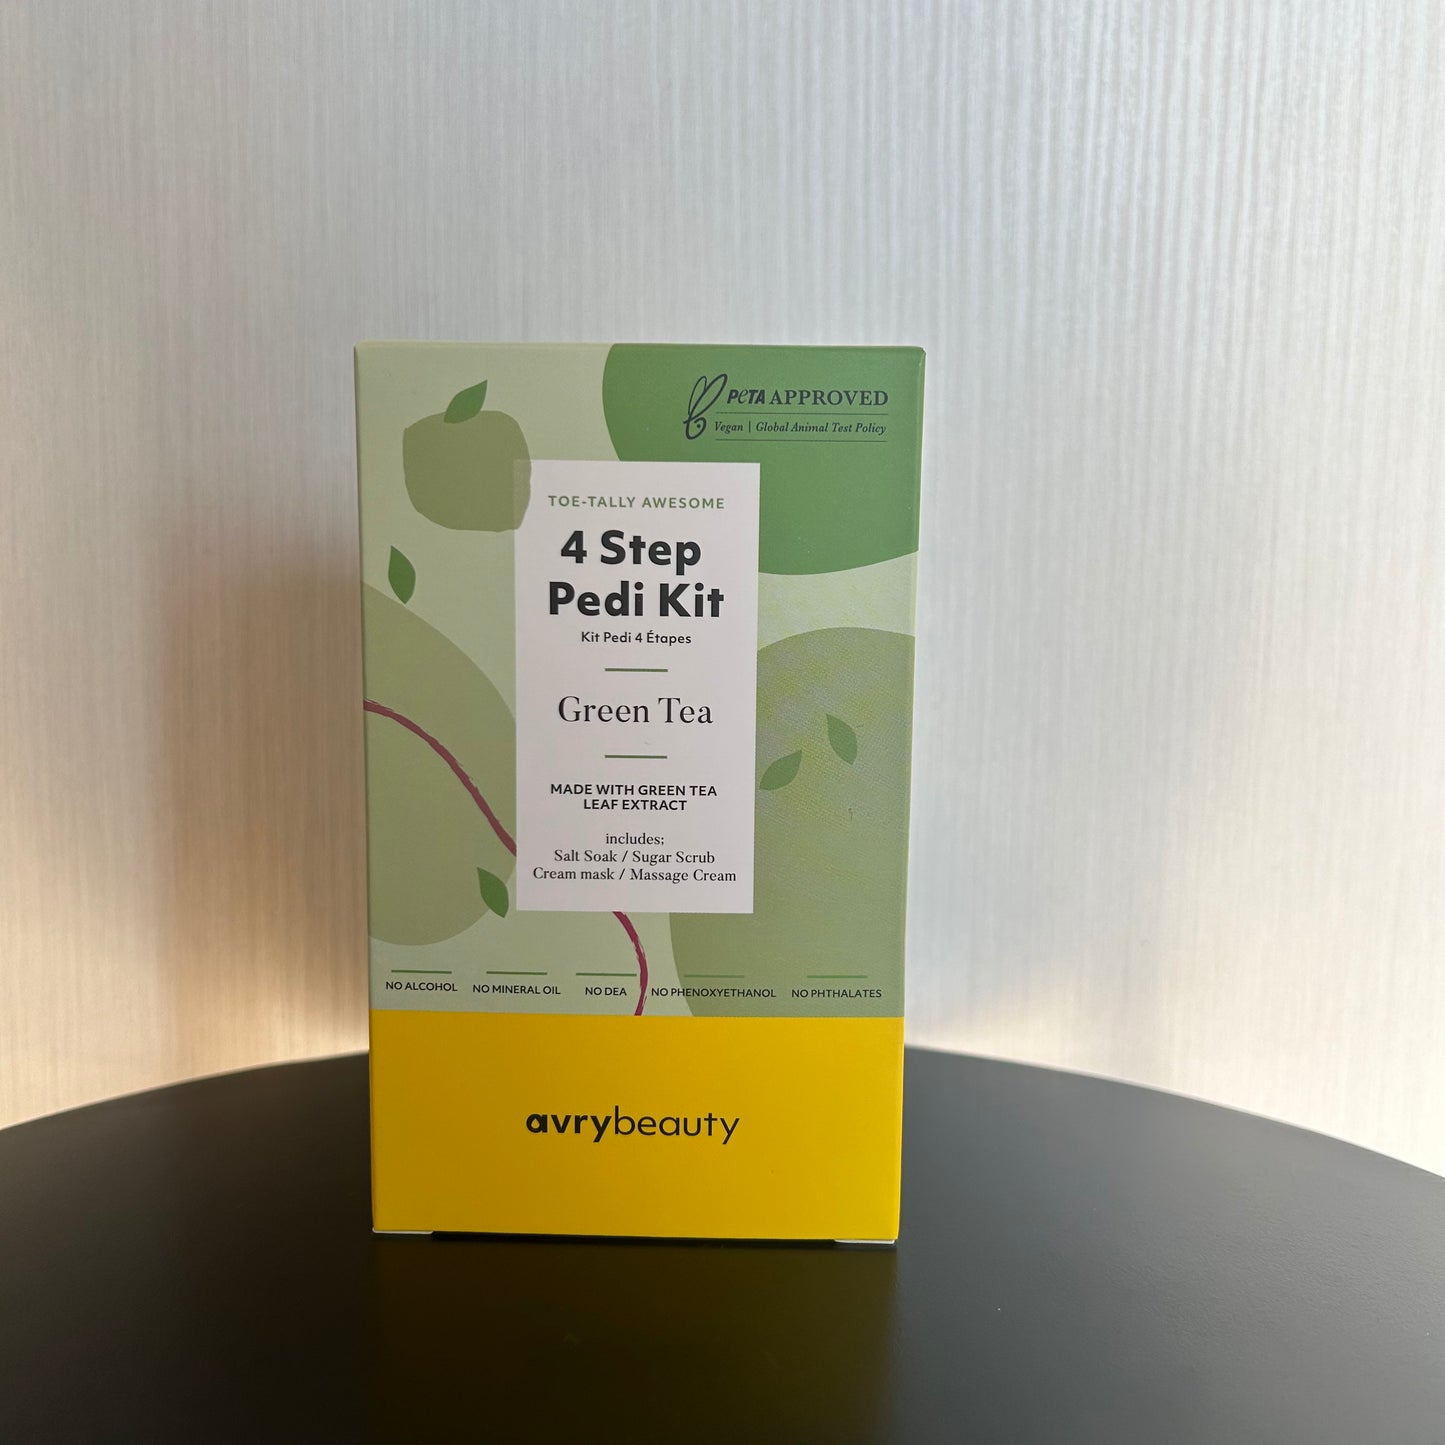 PETA APPROVED
Vegan | Global Animal Test Policy
TOE-TALLY AWESOME
4 Step
Pedi Kit
Kit Pedi 4 Étapes
Green Tea
MADE WITH GREEN TEA
LEAF EXTRACT
includes;
Salt Soak / Sugar Scrub
Cream mask / Massage Cream
NO ALCOHOL NO MINERAL OIL NO DEA NO PHENOXYETHANOL NO PHTHALATES
avrybeauty